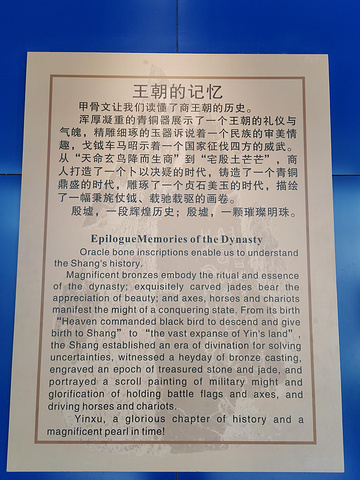 王朝的记忆
甲骨文让我们读懂了商王朝的历史。
浑厚凝重的青铜器展示了一个王朝的礼仪与
气魄，精雕细琢的玉器诉说着一个民族的审美情
趣，戈钺车马昭示着一个国家征伐四方的威武。
从“天命玄鸟降而生商”到“宅殷土芒芒”，商
人打造了一个卜以决疑的时代，铸造了一个青铜
鼎盛的时代，雕琢了一个贞石美玉的时代，描绘
了一幅秉旄仗钺、载驰载驱的画卷。
殷墟，一段辉煌历史；殷墟，一颗璀璨明珠。
EpilogueMemories of the Dynasty
Oracle bone inscriptions enable us to understand
the Shang's history.
Magnificent bronzes embody the ritual and essence
of the dynasty; exquisitely carved jades bear the
appreciation of beauty; and axes, horses and chariots
manifest the might of a conquering state. From its birth
“Heaven commanded black bird to descend and give
birth to Shang” to “the vast expanse of Yin's land”,
the Shang established an era of divination for solving
uncertainties, witnessed a heyday of bronze casting,
engraved an epoch of treasured stone and jade, and
portrayed a scroll painting of military might and
glorification of holding battle flags and axes, and
driving horses and chariots.
Yinxu, a glorious chapter of history and a
magnificent pearl in time!